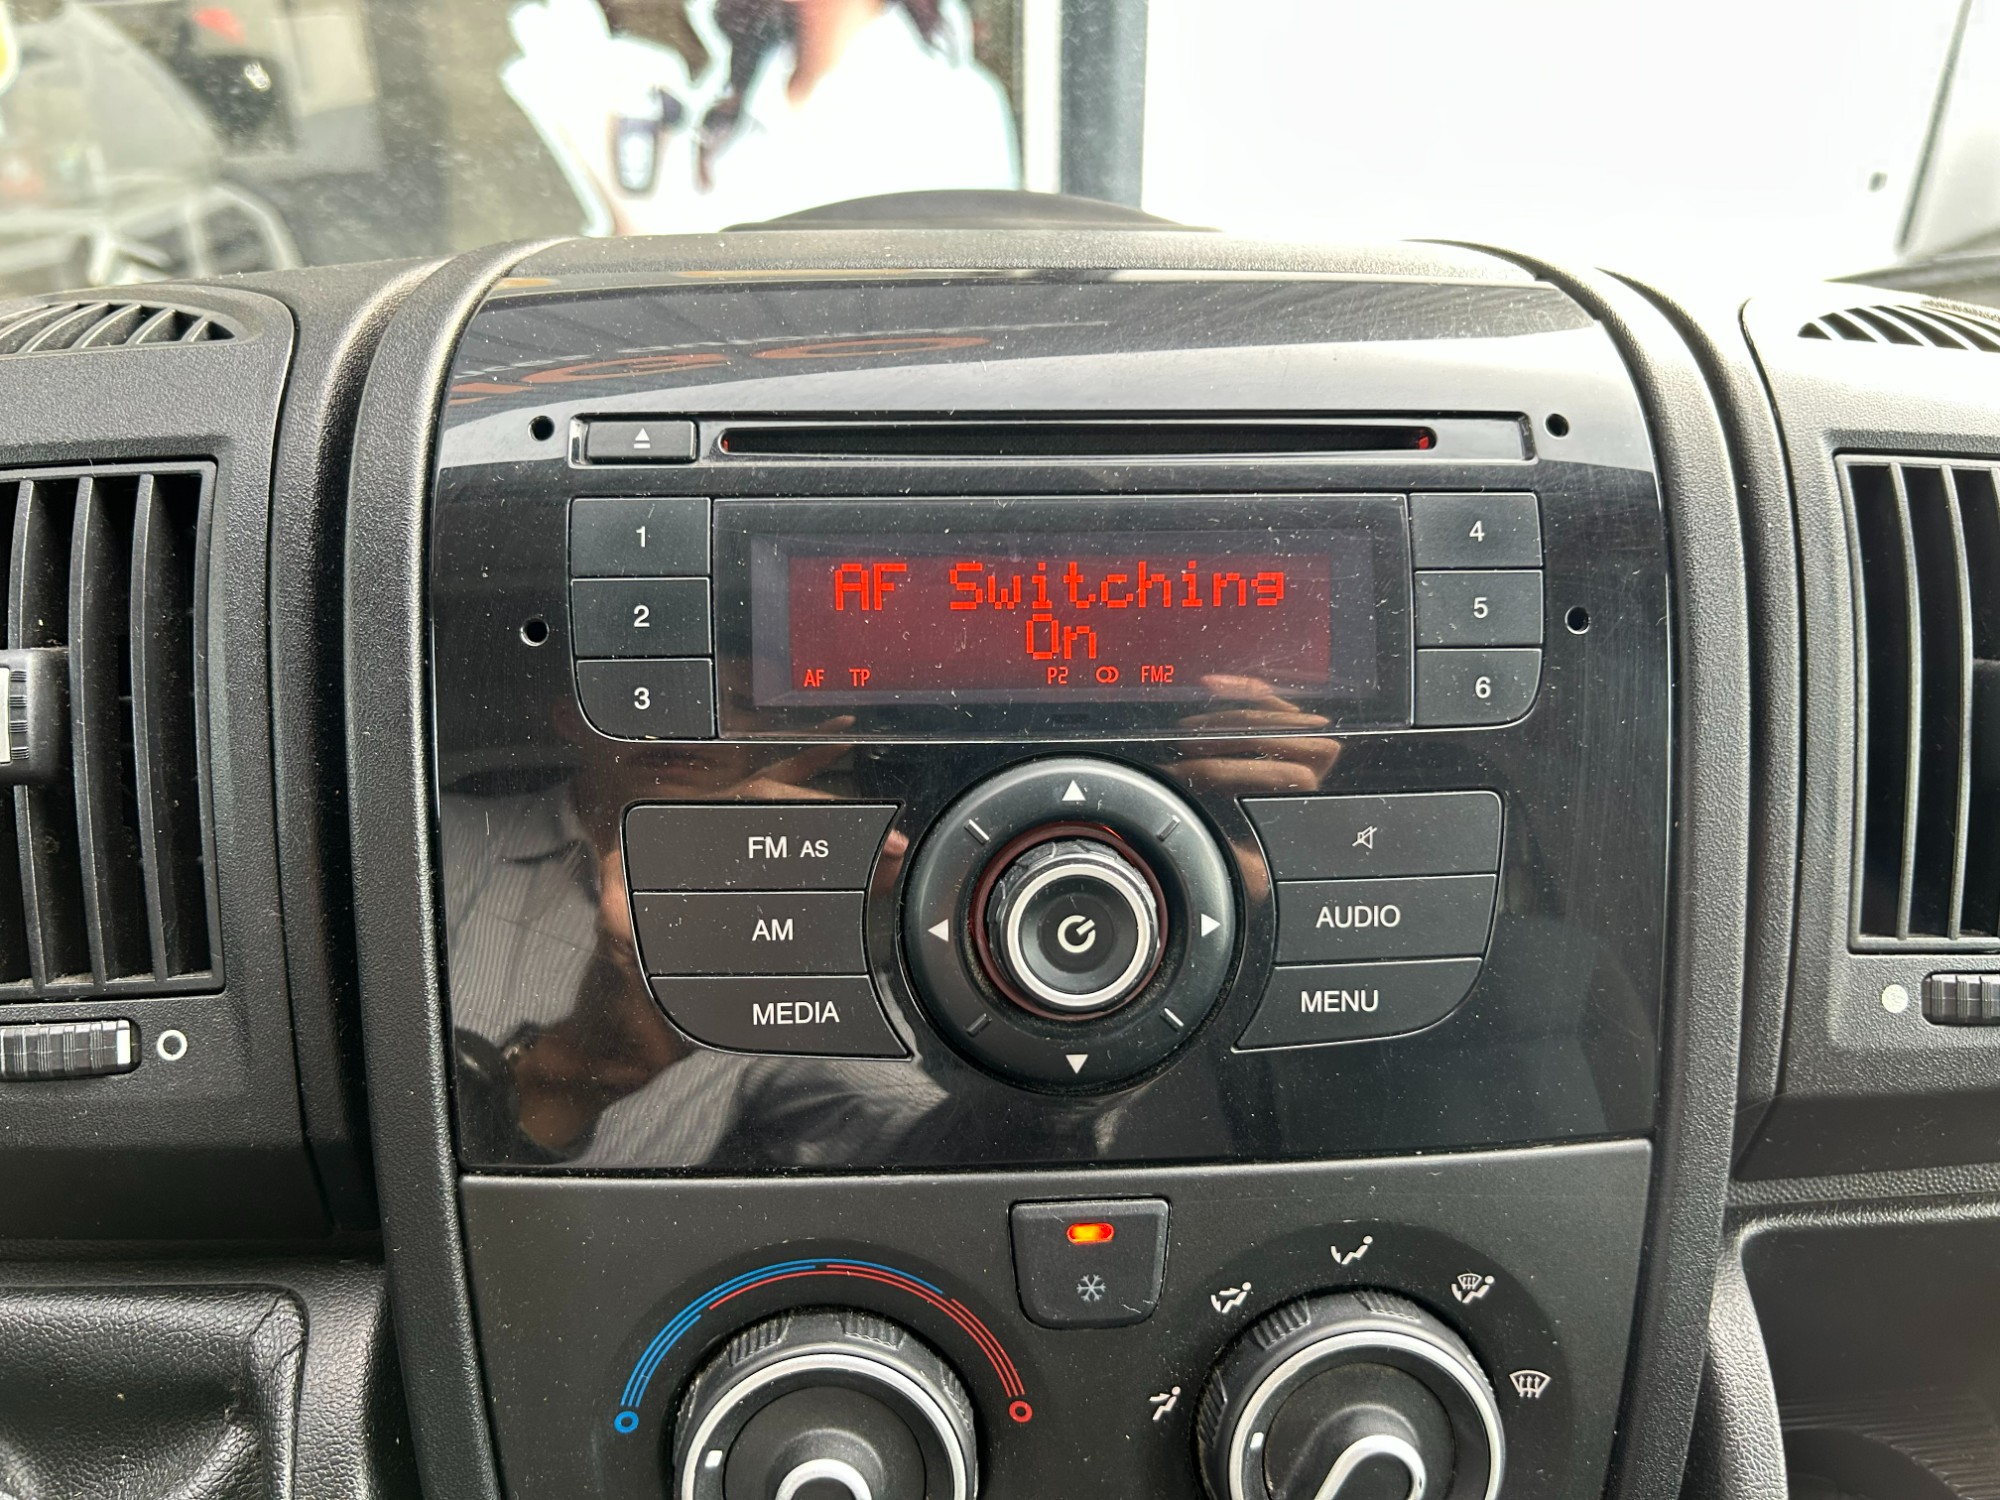 1
2
3
AF Switching
On
AF TP P2 FM2
4
5
6
FM AS
AM
MEDIA
AUDIO
MENU